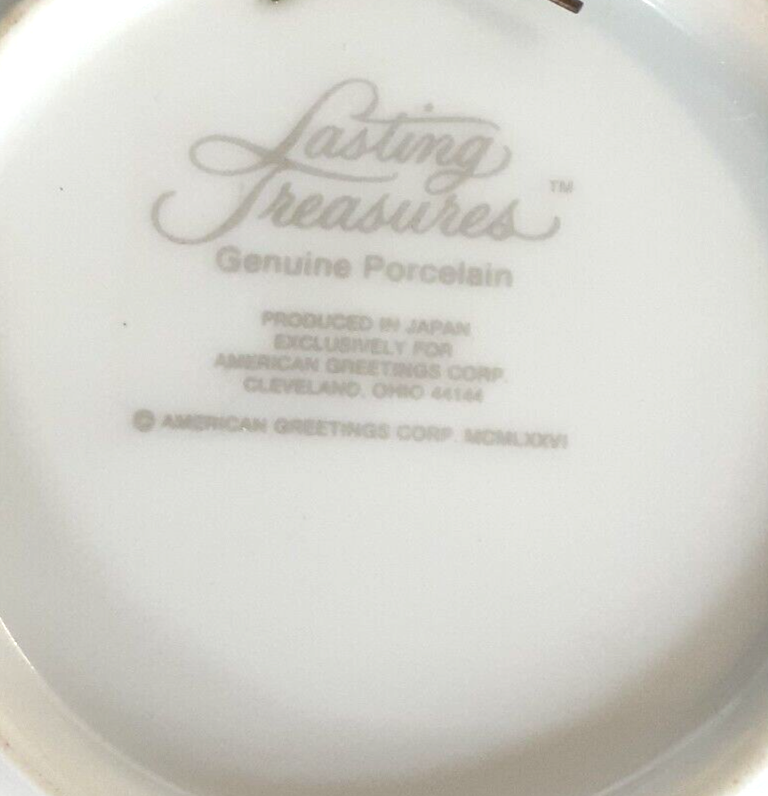 Lasting
Treasures™
Genuine Porcelain
PRODUCED IN JAPAN
EXCLUSIVELY FOR
AMERICAN GREETINGS CORP.
CLEVELAND, OHIO 44144
© AMERICAN GREETINGS CORP. MCMLXXVI